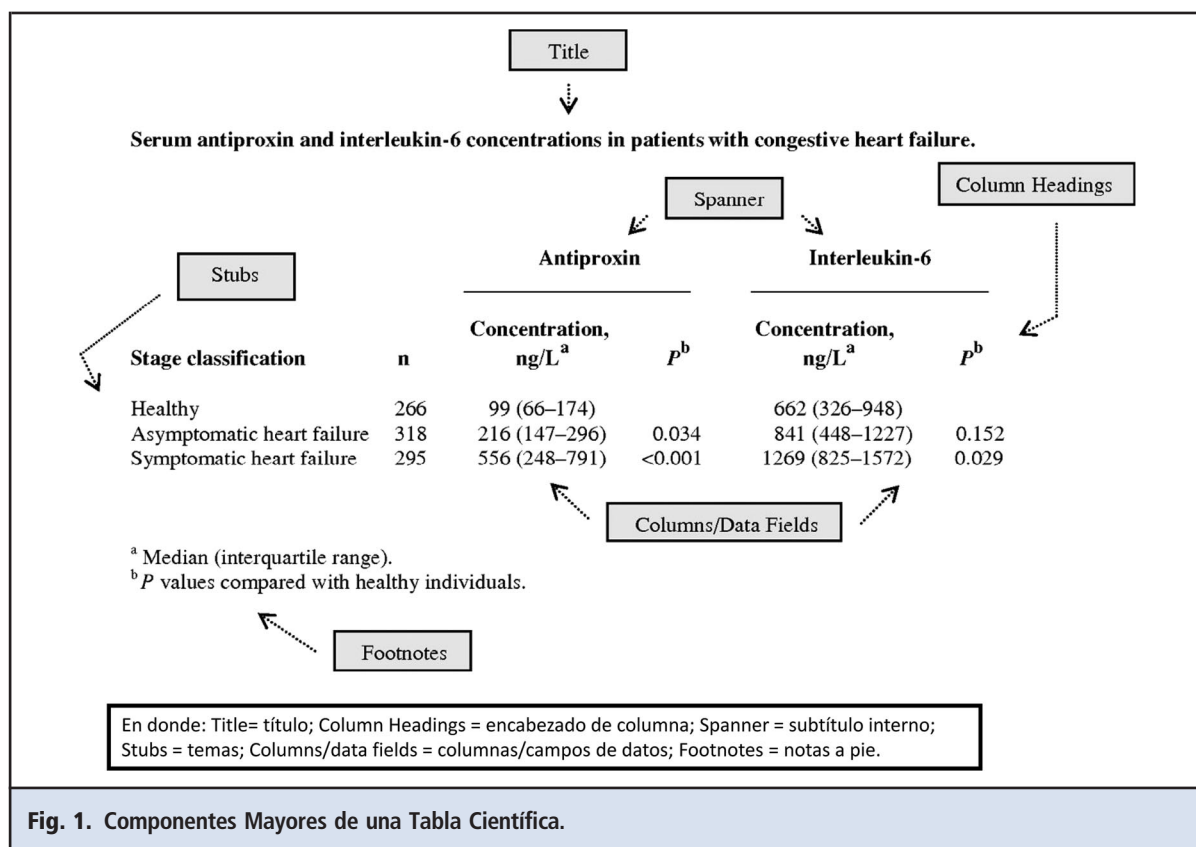 Title
Serum antiproxin and interleukin-6 concentrations in patients with congestive heart failure.
Column Headings
Spanner
Antiproxin Interleukin-6
Stubs
Concentration, Concentration,
Stage classification n ng/Lᵃ Pᵇ ng/Lᵃ Pᵇ
Healthy 266 99 (66–174) 662 (326–948)
Asymptomatic heart failure 318 216 (147–296) 0.034 841 (448–1227) 0.152
Symptomatic heart failure 295 556 (248–791) <0.001 1269 (825–1572) 0.029
Columns/Data Fields
ᵃ Median (interquartile range).
ᵇ P values compared with healthy individuals.
Footnotes
En donde: Title= título; Column Headings = encabezado de columna; Spanner = subtítulo interno;
Stubs = temas; Columns/data fields = columnas/campos de datos; Footnotes = notas a pie.
Fig. 1. Componentes Mayores de una Tabla Científica.